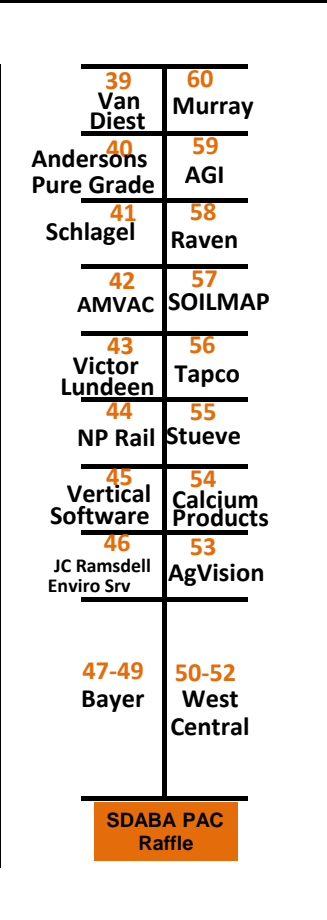 39
Van
Diest
60
Murray
40
Andersons
Pure Grade
59
AGI
41
Schlagel
58
Raven
42
AMVAC
57
SOILMAP
43
Victor
Lundeen
56
Tapco
44
NP Rail
55
Stueve
45
Vertical
Software
54
Calcium
Products
46
JC Ramsdell
Enviro Srv
53
AgVision
47-49
Bayer
50-52
West
Central
SDABA PAC
Raffle